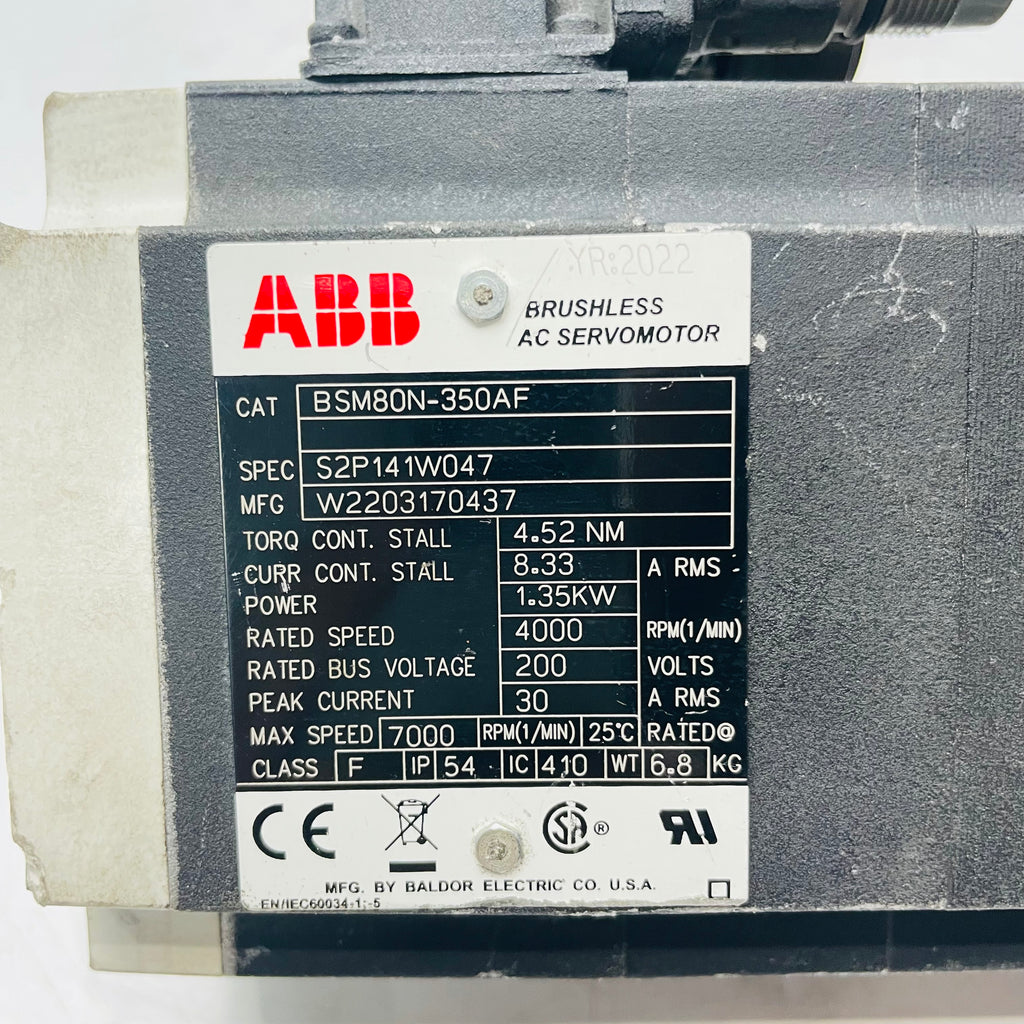 ABB
YR:2022
BRUSHLESS
AC SERVOMOTOR
CAT BSM80N-350AF
SPEC S2P141W047
MFG W2203170437
TORQ CONT. STALL 4.52 NM
CURR CONT. STALL 8.33 A RMS
POWER 1.35KW
RATED SPEED 4000 RPM(1/MIN)
RATED BUS VOLTAGE 200 VOLTS
PEAK CURRENT 30 A RMS
MAX SPEED 7000 RPM(1/MIN) 25°C RATED@
CLASS F IP 54 IC 410 WT 6.8 KG
CE SA ® RU
MFG. BY BALDOR ELECTRIC CO. U.S.A.
EN/IEC60034-1;-5